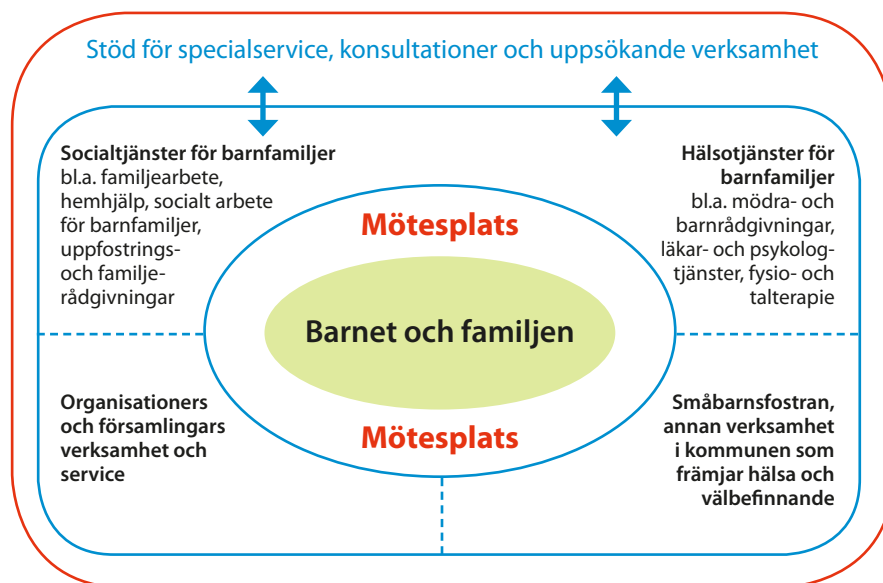 Stöd för specialservice, konsultationer och uppsökande verksamhet
Socialtjänster för barnfamiljer
bl.a. familjearbete,
hemhjälp, socialt arbete
för barnfamiljer,
uppfostrings-
och familje-
rådgivningar
Hälsotjänster för
barnfamiljer
bl.a. mödra- och
barnrådgivningar,
läkar- och psykolog-
tjänster, fysio- och
talterapie
Mötesplats
Barnet och familjen
Mötesplats
Organisationers
och församlingars
verksamhet och
service
Småbarnsfostran,
annan verksamhet
i kommunen som
främjar hälsa och
välbefinnande